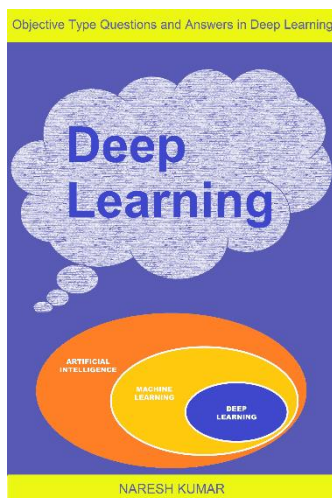 Objective Type Questions and Answers in Deep Learning
Deep
Learning
ARTIFICIAL
INTELLIGENCE
MACHINE
LEARNING
DEEP
LEARNING
NARESH KUMAR